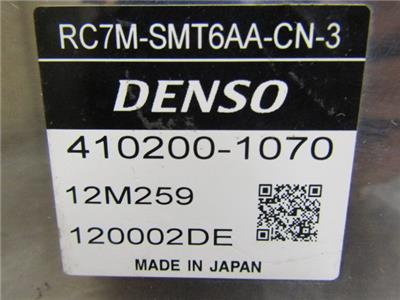 RC7M-SMT6AA-CN-3
DENSO
410200-1070
12M259
120002DE
MADE IN JAPAN